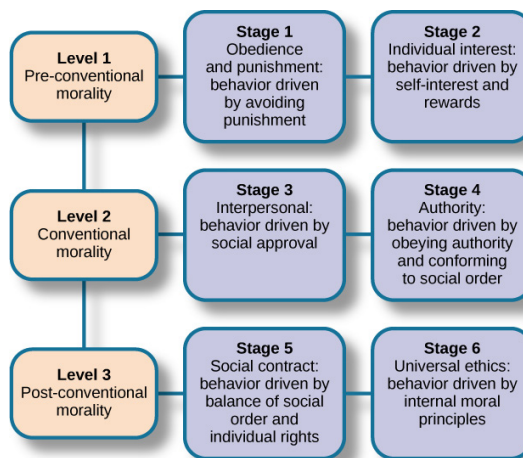 Level 1
Pre-conventional
morality
Stage 1
Obedience
and punishment:
behavior driven
by avoiding
punishment
Stage 2
Individual interest:
behavior driven by
self-interest and
rewards
Level 2
Conventional
morality
Stage 3
Interpersonal:
behavior driven by
social approval
Stage 4
Authority:
behavior driven by
obeying authority
and conforming
to social order
Level 3
Post-conventional
morality
Stage 5
Social contract:
behavior driven by
balance of social
order and
individual rights
Stage 6
Universal ethics:
behavior driven by
internal moral
principles